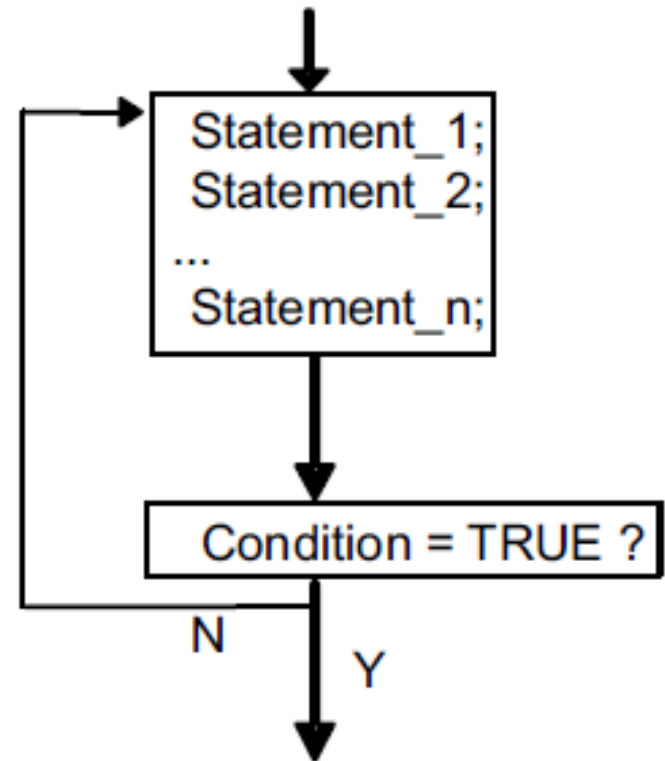 Statement_1;
Statement_2;
...
Statement_n;
Condition = TRUE ?
N
Y